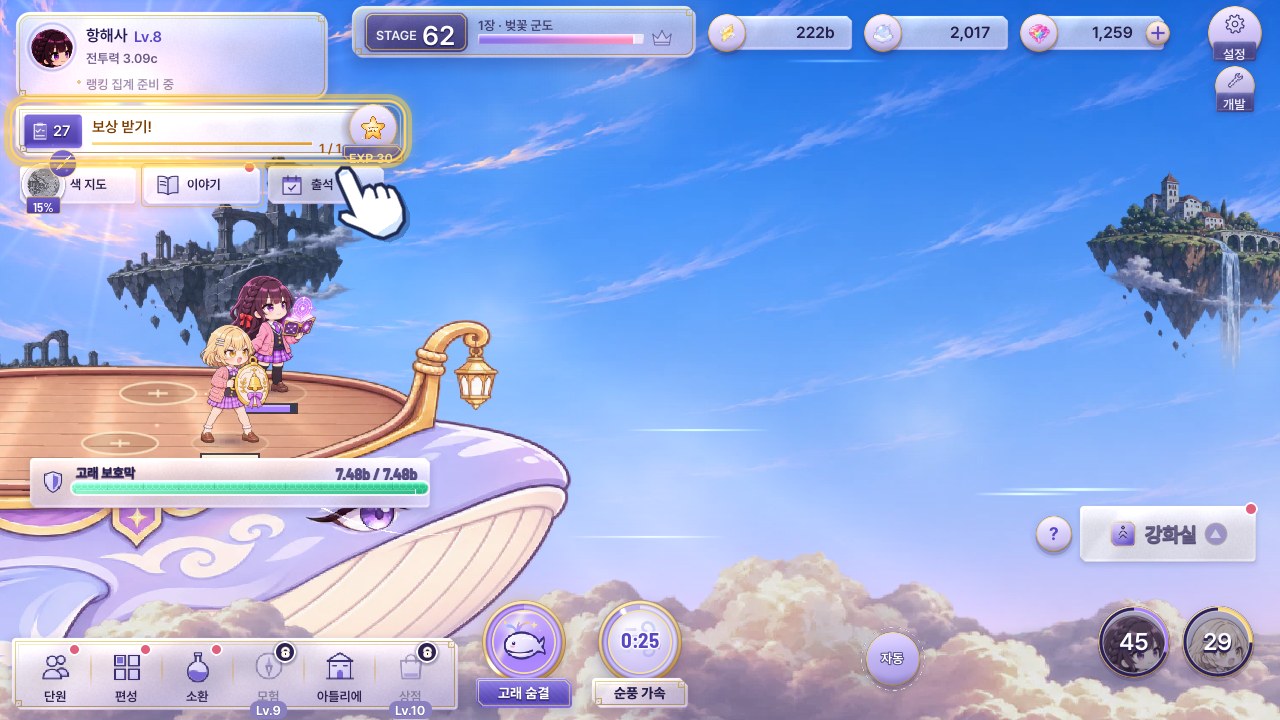 항해사 Lv.8
전투력 3.09c
랭킹 집계 준비 중
STAGE 62
1장 · 벚꽃 군도
222b
2,017
1,259
설정
개발
27
보상 받기!
1 / 1
EXP 30
색 지도
15%
이야기
출석
고래 보호막
7.48b / 7.48b
?
강화실
단원
편성
소환
모험
Lv.9
아틀리에
상점
Lv.10
고래 숨결
0:25
순풍 가속
자동
45
29